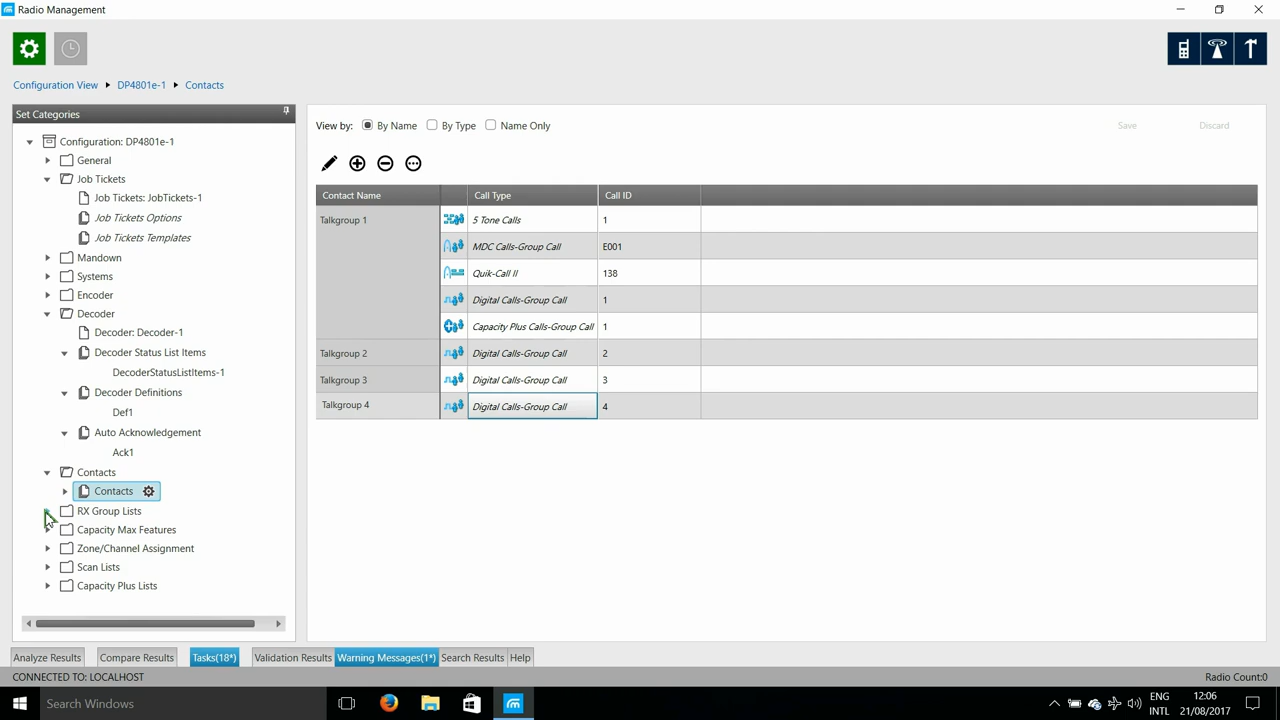 Radio Management
Configuration View DP4801e-1 Contacts
Set Categories
Configuration: DP4801e-1
General
Job Tickets
Job Tickets: JobTickets-1
Job Tickets Options
Job Tickets Templates
Mandown
Systems
Encoder
Decoder
Decoder: Decoder-1
Decoder Status List Items
DecoderStatusListItems-1
Decoder Definitions
Def1
Auto Acknowledgement
Ack1
Contacts
Contacts
RX Group Lists
Capacity Max Features
Zone/Channel Assignment
Scan Lists
Capacity Plus Lists
View by: By Name By Type Name Only Save Discard
Contact Name Call Type Call ID
Talkgroup 1 5 Tone Calls 1
MDC Calls-Group Call E001
Quik-Call II 138
Digital Calls-Group Call 1
Capacity Plus Calls-Group Call 1
Talkgroup 2 Digital Calls-Group Call 2
Talkgroup 3 Digital Calls-Group Call 3
Talkgroup 4 Digital Calls-Group Call 4
Analyze Results Compare Results Tasks(18*) Validation Results Warning Messages(1*) Search Results Help
CONNECTED TO: LOCALHOST Radio Count:0
Search Windows
ENG
INTL
12:06
21/08/2017